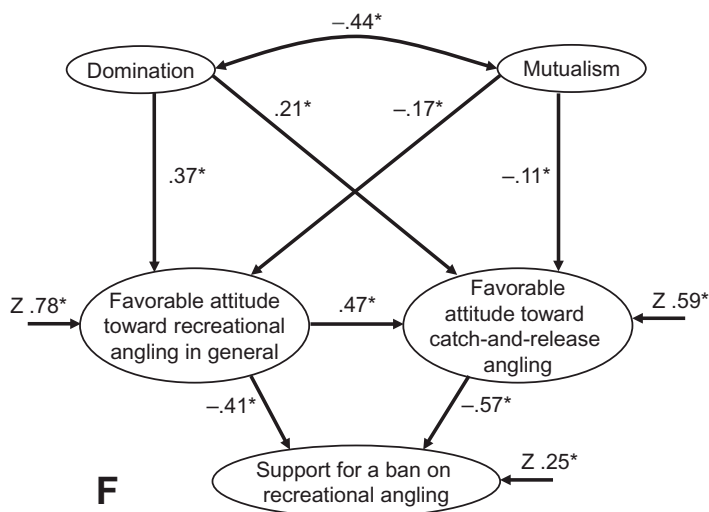 –.44*
Domination
Mutualism
.21*
–.17*
.37*
–.11*
Z .78*
Favorable attitude
toward recreational
angling in general
.47*
Favorable
attitude toward
catch-and-release
angling
Z .59*
–.41*
–.57*
Support for a ban on
recreational angling
Z .25*
F